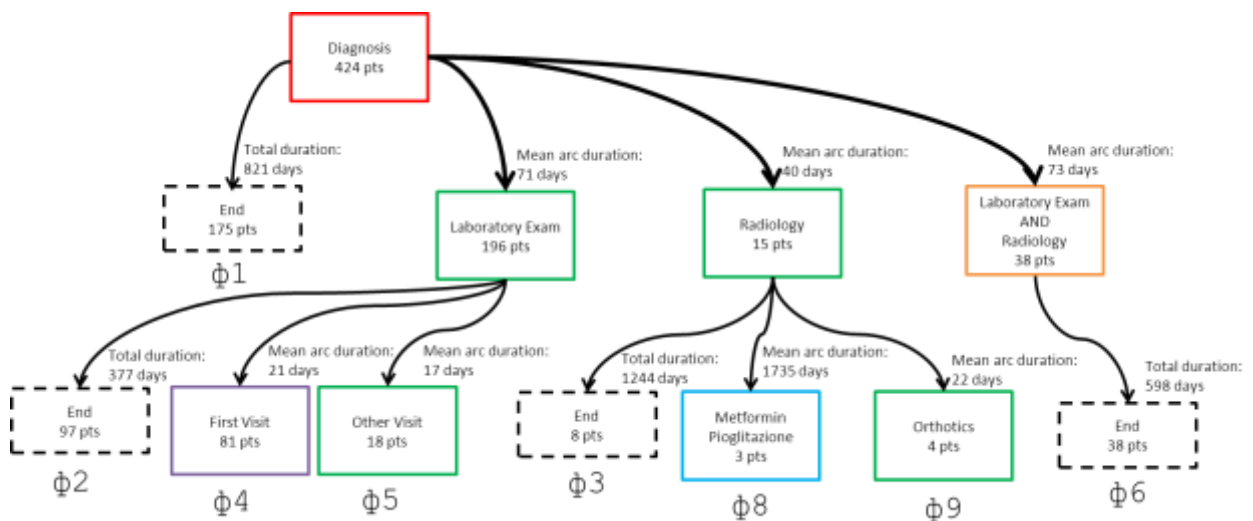 Diagnosis
424 pts
Total duration:
821 days
Mean arc duration:
71 days
Mean arc duration:
40 days
Mean arc duration:
73 days
End
175 pts
Φ1
Laboratory Exam
196 pts
Radiology
15 pts
Laboratory Exam
AND
Radiology
38 pts
Total duration:
377 days
Mean arc duration:
21 days
Mean arc duration:
17 days
Total duration:
1244 days
Mean arc duration:
1735 days
Mean arc duration:
22 days
Total duration:
598 days
End
97 pts
Φ2
First Visit
81 pts
Φ4
Other Visit
18 pts
Φ5
End
8 pts
Φ3
Metformin
Pioglitazione
3 pts
Φ8
Orthotics
4 pts
Φ9
End
38 pts
Φ6